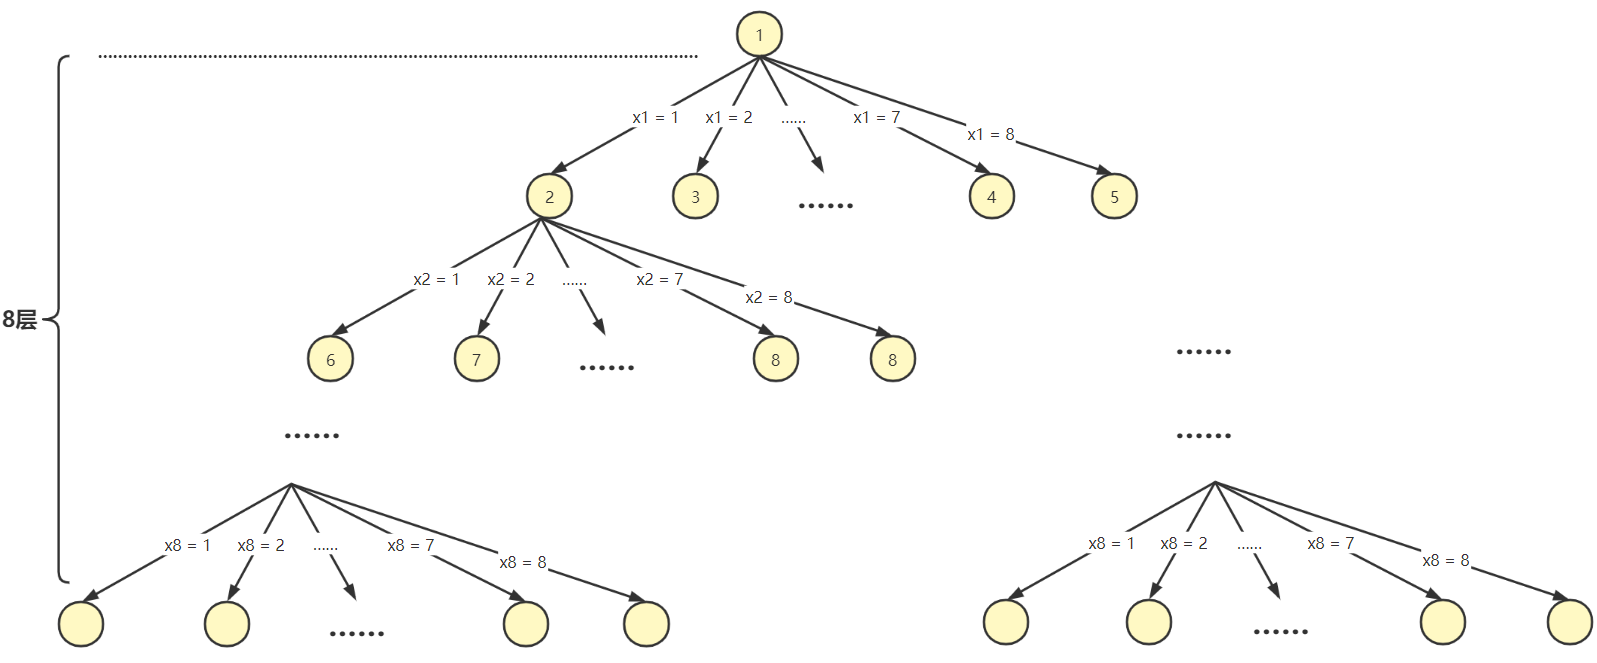 1
x1 = 1 x1 = 2 ...... x1 = 7 x1 = 8
2 3 ...... 4 5
x2 = 1 x2 = 2 ...... x2 = 7 x2 = 8
8层
6 7 ...... 8 8
......
...... ......
x8 = 1 x8 = 2 ...... x8 = 7 x8 = 8 x8 = 1 x8 = 2 ...... x8 = 7 x8 = 8
...... ......